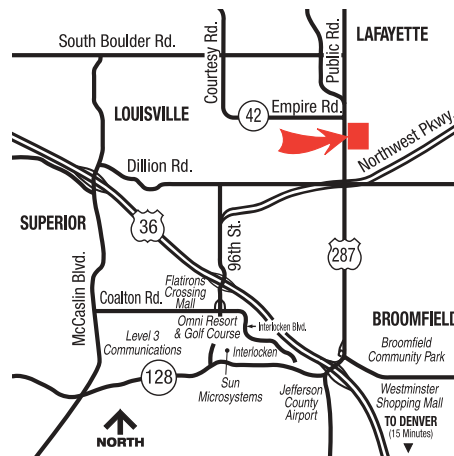 LAFAYETTE
South Boulder Rd.
Courtesy Rd.
Public Rd.
LOUISVILLE
42
Empire Rd.
Northwest Pkwy.
Dillion Rd.
SUPERIOR
36
96th St.
287
McCaslin Blvd.
Flatirons
Crossing
Mall
Coalton Rd.
Omni Resort
& Golf Course
Interlocken Blvd.
BROOMFIELD
Broomfield
Community Park
Level 3
Communications
Interlocken
128
Sun
Microsystems
Jefferson
County
Airport
Westminster
Shopping Mall
TO DENVER
(15 Minutes)
NORTH